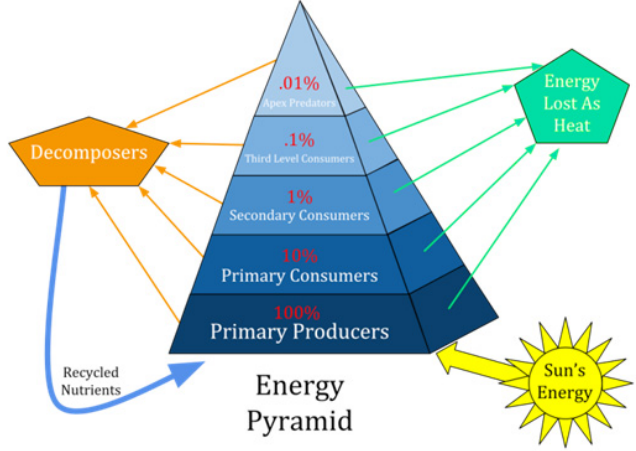 .01%
Apex Predators
.1%
Third Level Consumers
1%
Secondary Consumers
10%
Primary Consumers
100%
Primary Producers
Decomposers
Energy
Lost As
Heat
Recycled
Nutrients
Energy
Pyramid
Sun's
Energy